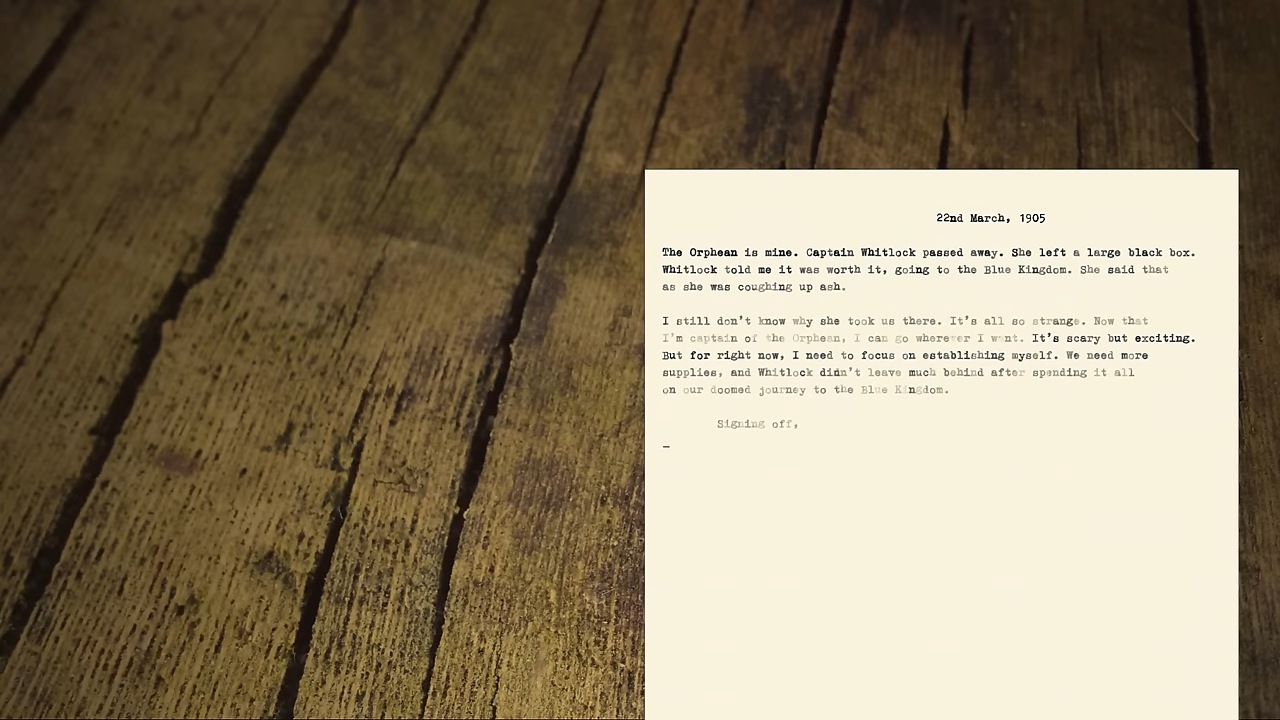 22nd March, 1905
The Orphean is mine. Captain Whitlock passed away. She left a large black box.
Whitlock told me it was worth it, going to the Blue Kingdom. She said that
as she was coughing up ash.
I still don't know why she took us there. It's all so strange. Now that
I'm captain of the Orphean, I can go wherever I want. It's scary but exciting.
But for right now, I need to focus on establishing myself. We need more
supplies, and Whitlock didn't leave much behind after spending it all
on our doomed journey to the Blue Kingdom.
Signing off,
_